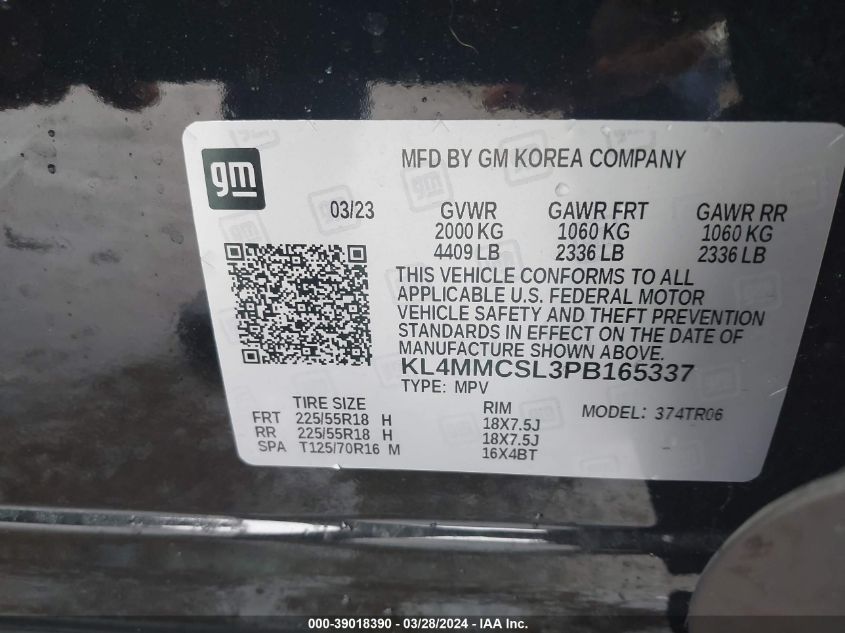 gm
MFD BY GM KOREA COMPANY
03/23 GVWR GAWR FRT GAWR RR
2000 KG 1060 KG 1060 KG
4409 LB 2336 LB 2336 LB
THIS VEHICLE CONFORMS TO ALL
APPLICABLE U.S. FEDERAL MOTOR
VEHICLE SAFETY AND THEFT PREVENTION
STANDARDS IN EFFECT ON THE DATE OF
MANUFACTURE SHOWN ABOVE.
KL4MMCSL3PB165337
TYPE: MPV
TIRE SIZE RIM MODEL: 374TR06
FRT 225/55R18 H 18X7.5J
RR 225/55R18 H 18X7.5J
SPA T125/70R16 M 16X4BT
000-39018390 - 03/28/2024 - IAA Inc.